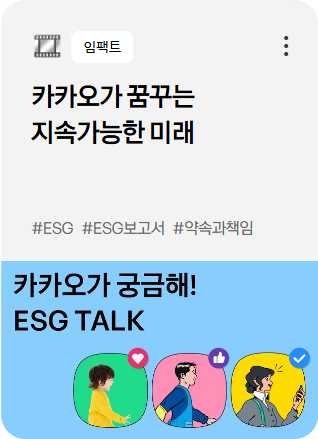 임팩트
카카오가 꿈꾸는
지속가능한 미래
#ESG #ESG보고서 #약속과책임
카카오가 궁금해!
ESG TALK